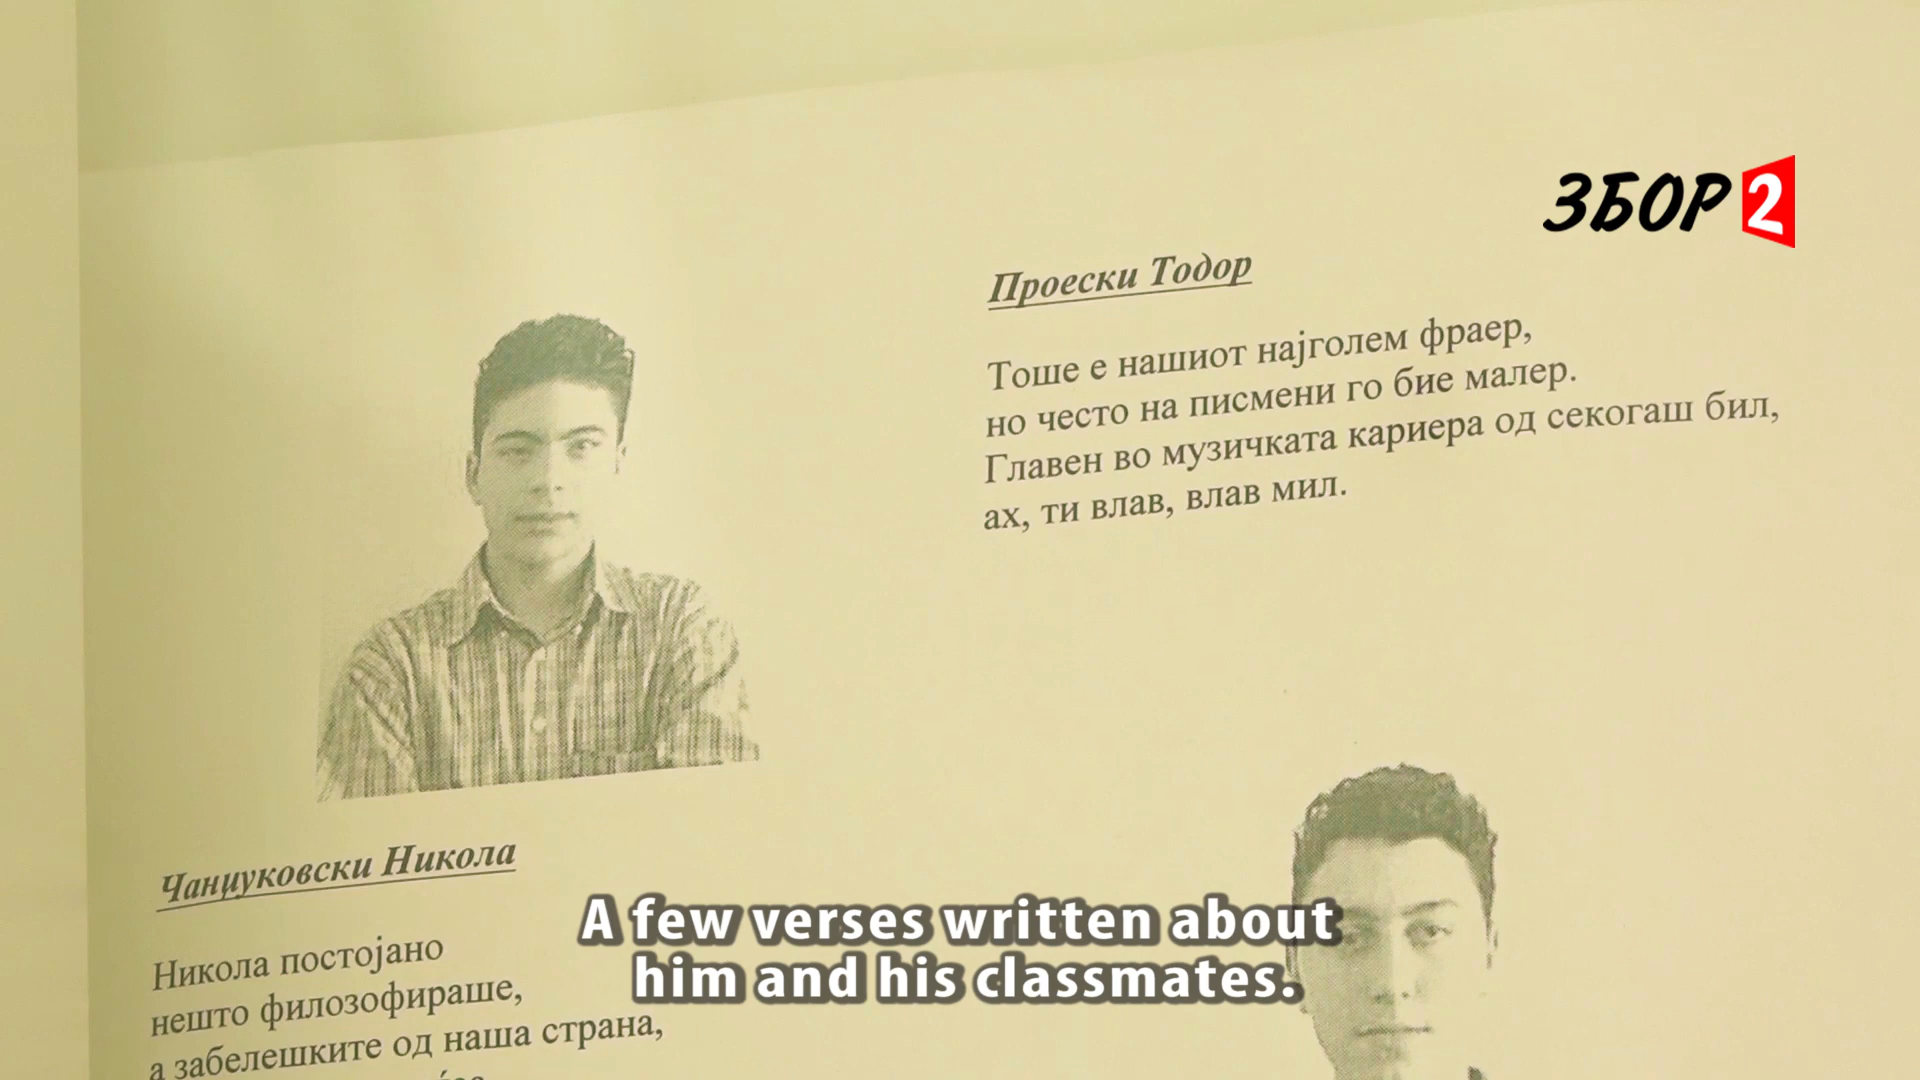 ЗБОР 2
Проески Тодор
Тоше е нашиот најголем фраер,
но често на писмени го бие малер.
Главен во музичката кариера од секогаш бил,
ах, ти влав, влав мил.
Чанџуковски Никола
Никола постојано
нешто филозофираше,
а забелешките од наша страна,
A few verses written about
him and his classmates.